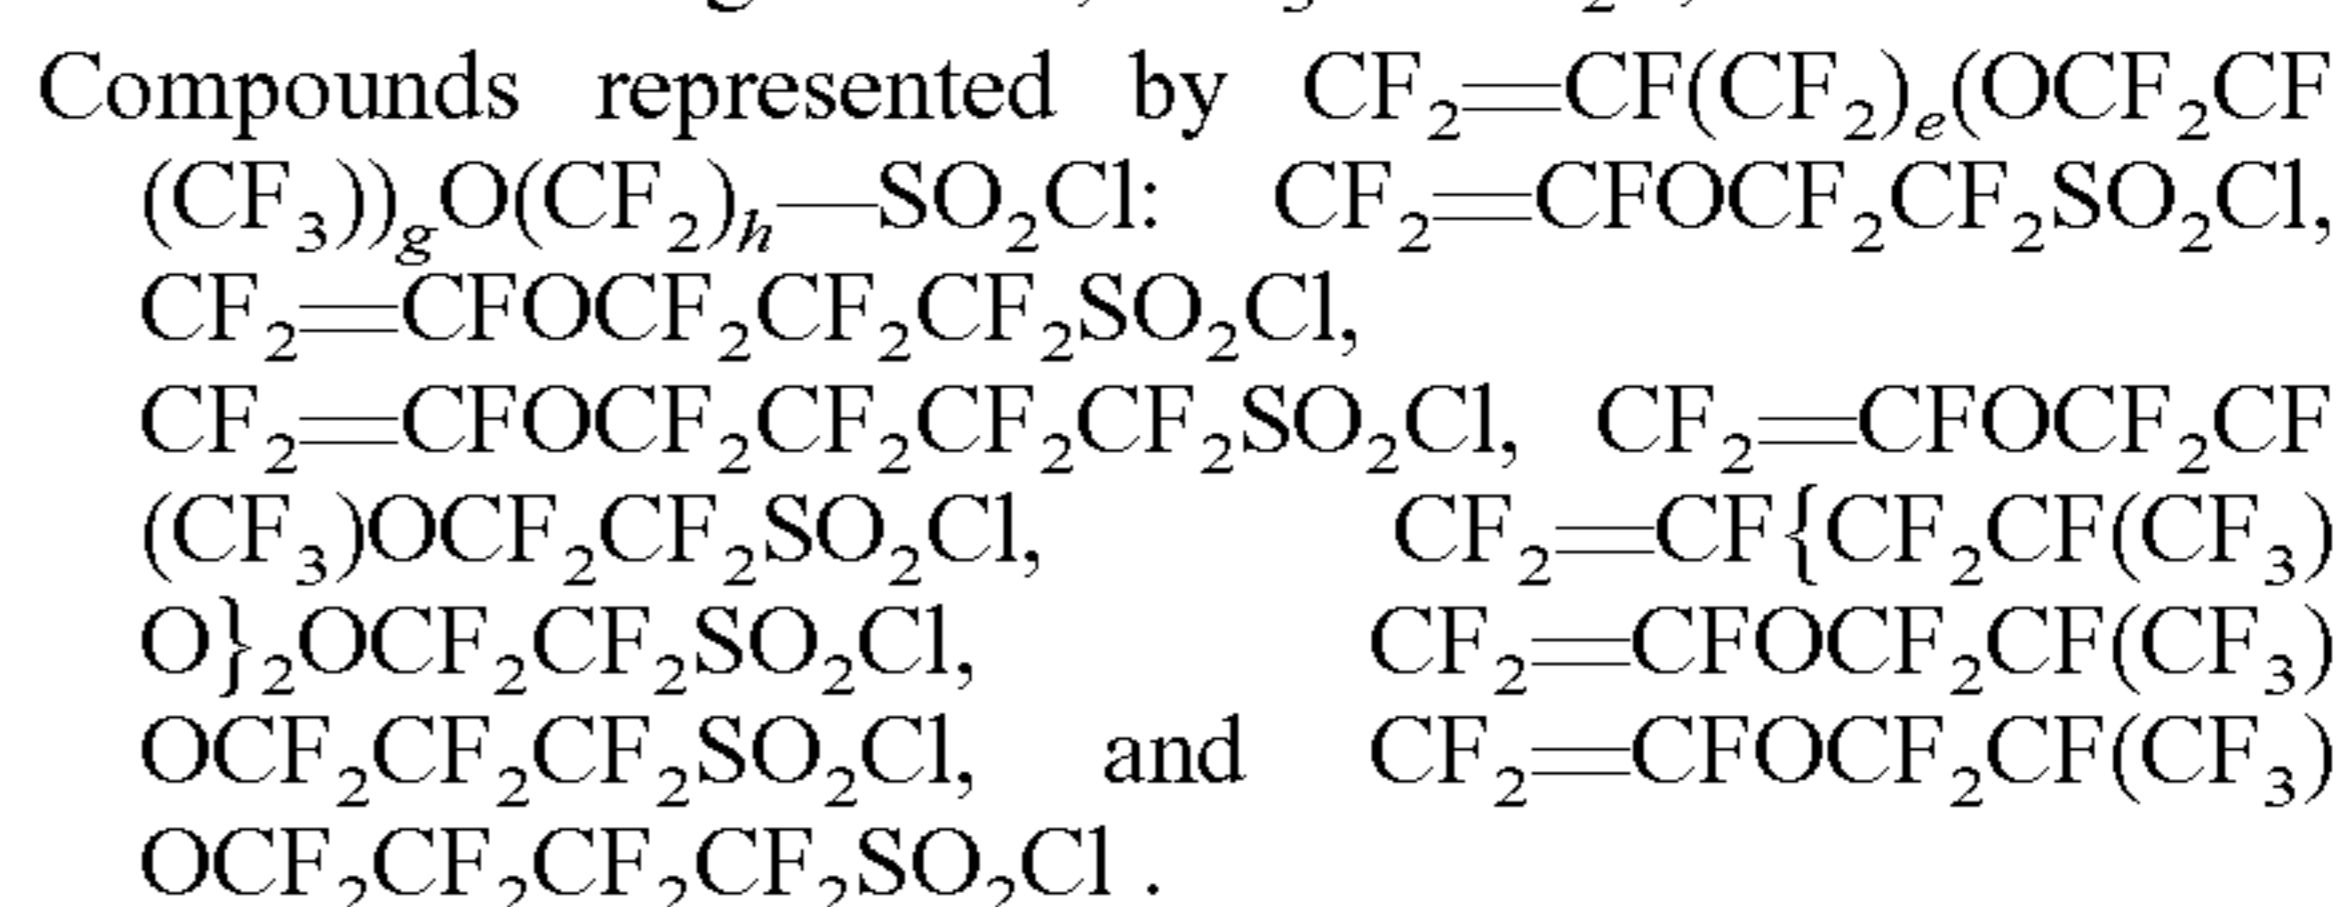 Compounds represented by CF₂=CF(CF₂)ₑ(OCF₂CF
(CF₃))gO(CF₂)ₕ—SO₂Cl: CF₂=CFOCF₂CF₂SO₂Cl,
CF₂=CFOCF₂CF₂CF₂SO₂Cl,
CF₂=CFOCF₂CF₂CF₂CF₂SO₂Cl, CF₂=CFOCF₂CF
(CF₃)OCF₂CF₂SO₂Cl, CF₂=CF{CF₂CF(CF₃)
O}₂OCF₂CF₂SO₂Cl, CF₂=CFOCF₂CF(CF₃)
OCF₂CF₂CF₂SO₂Cl, and CF₂=CFOCF₂CF(CF₃)
OCF₂CF₂CF₂CF₂SO₂Cl .